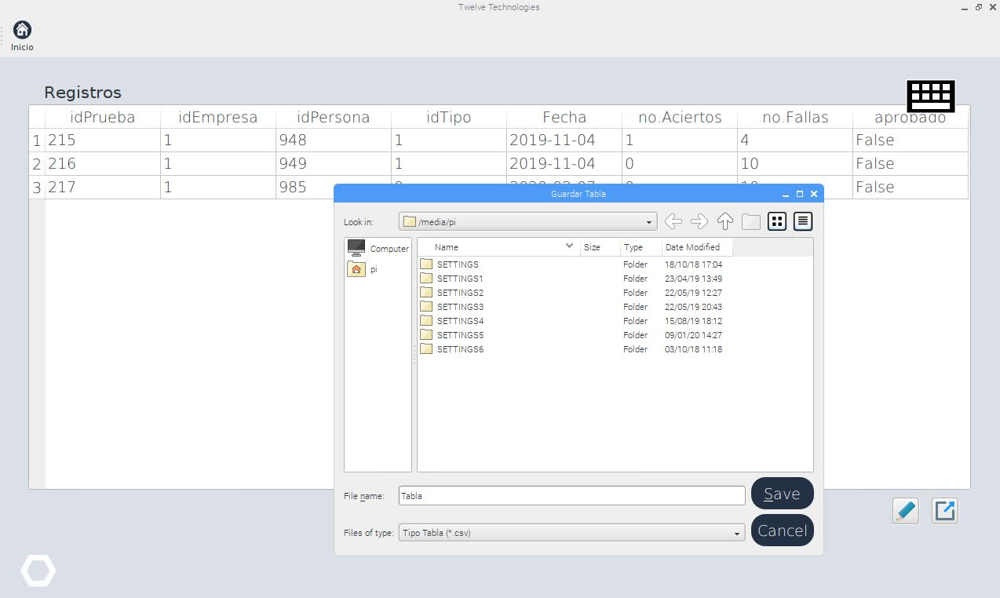 Twelve Technologies
Inicio
Registros
idPrueba idEmpresa idPersona idTipo Fecha no.Aciertos no.Fallas aprobado
1 215 1 948 1 2019-11-04 1 4 False
2 216 1 949 1 2019-11-04 0 10 False
3 217 1 985 False
Guardar Tabla
Look in: /media/pi
Computer
pi
Name Size Type Date Modified
SETTINGS Folder 18/10/18 17:04
SETTINGS1 Folder 23/04/19 13:49
SETTINGS2 Folder 22/05/19 12:27
SETTINGS3 Folder 22/05/19 20:43
SETTINGS4 Folder 15/08/19 18:12
SETTINGS5 Folder 09/01/20 14:27
SETTINGS6 Folder 03/10/18 11:18
File name: Tabla Save
Files of type: Tipo Tabla (*.csv) Cancel